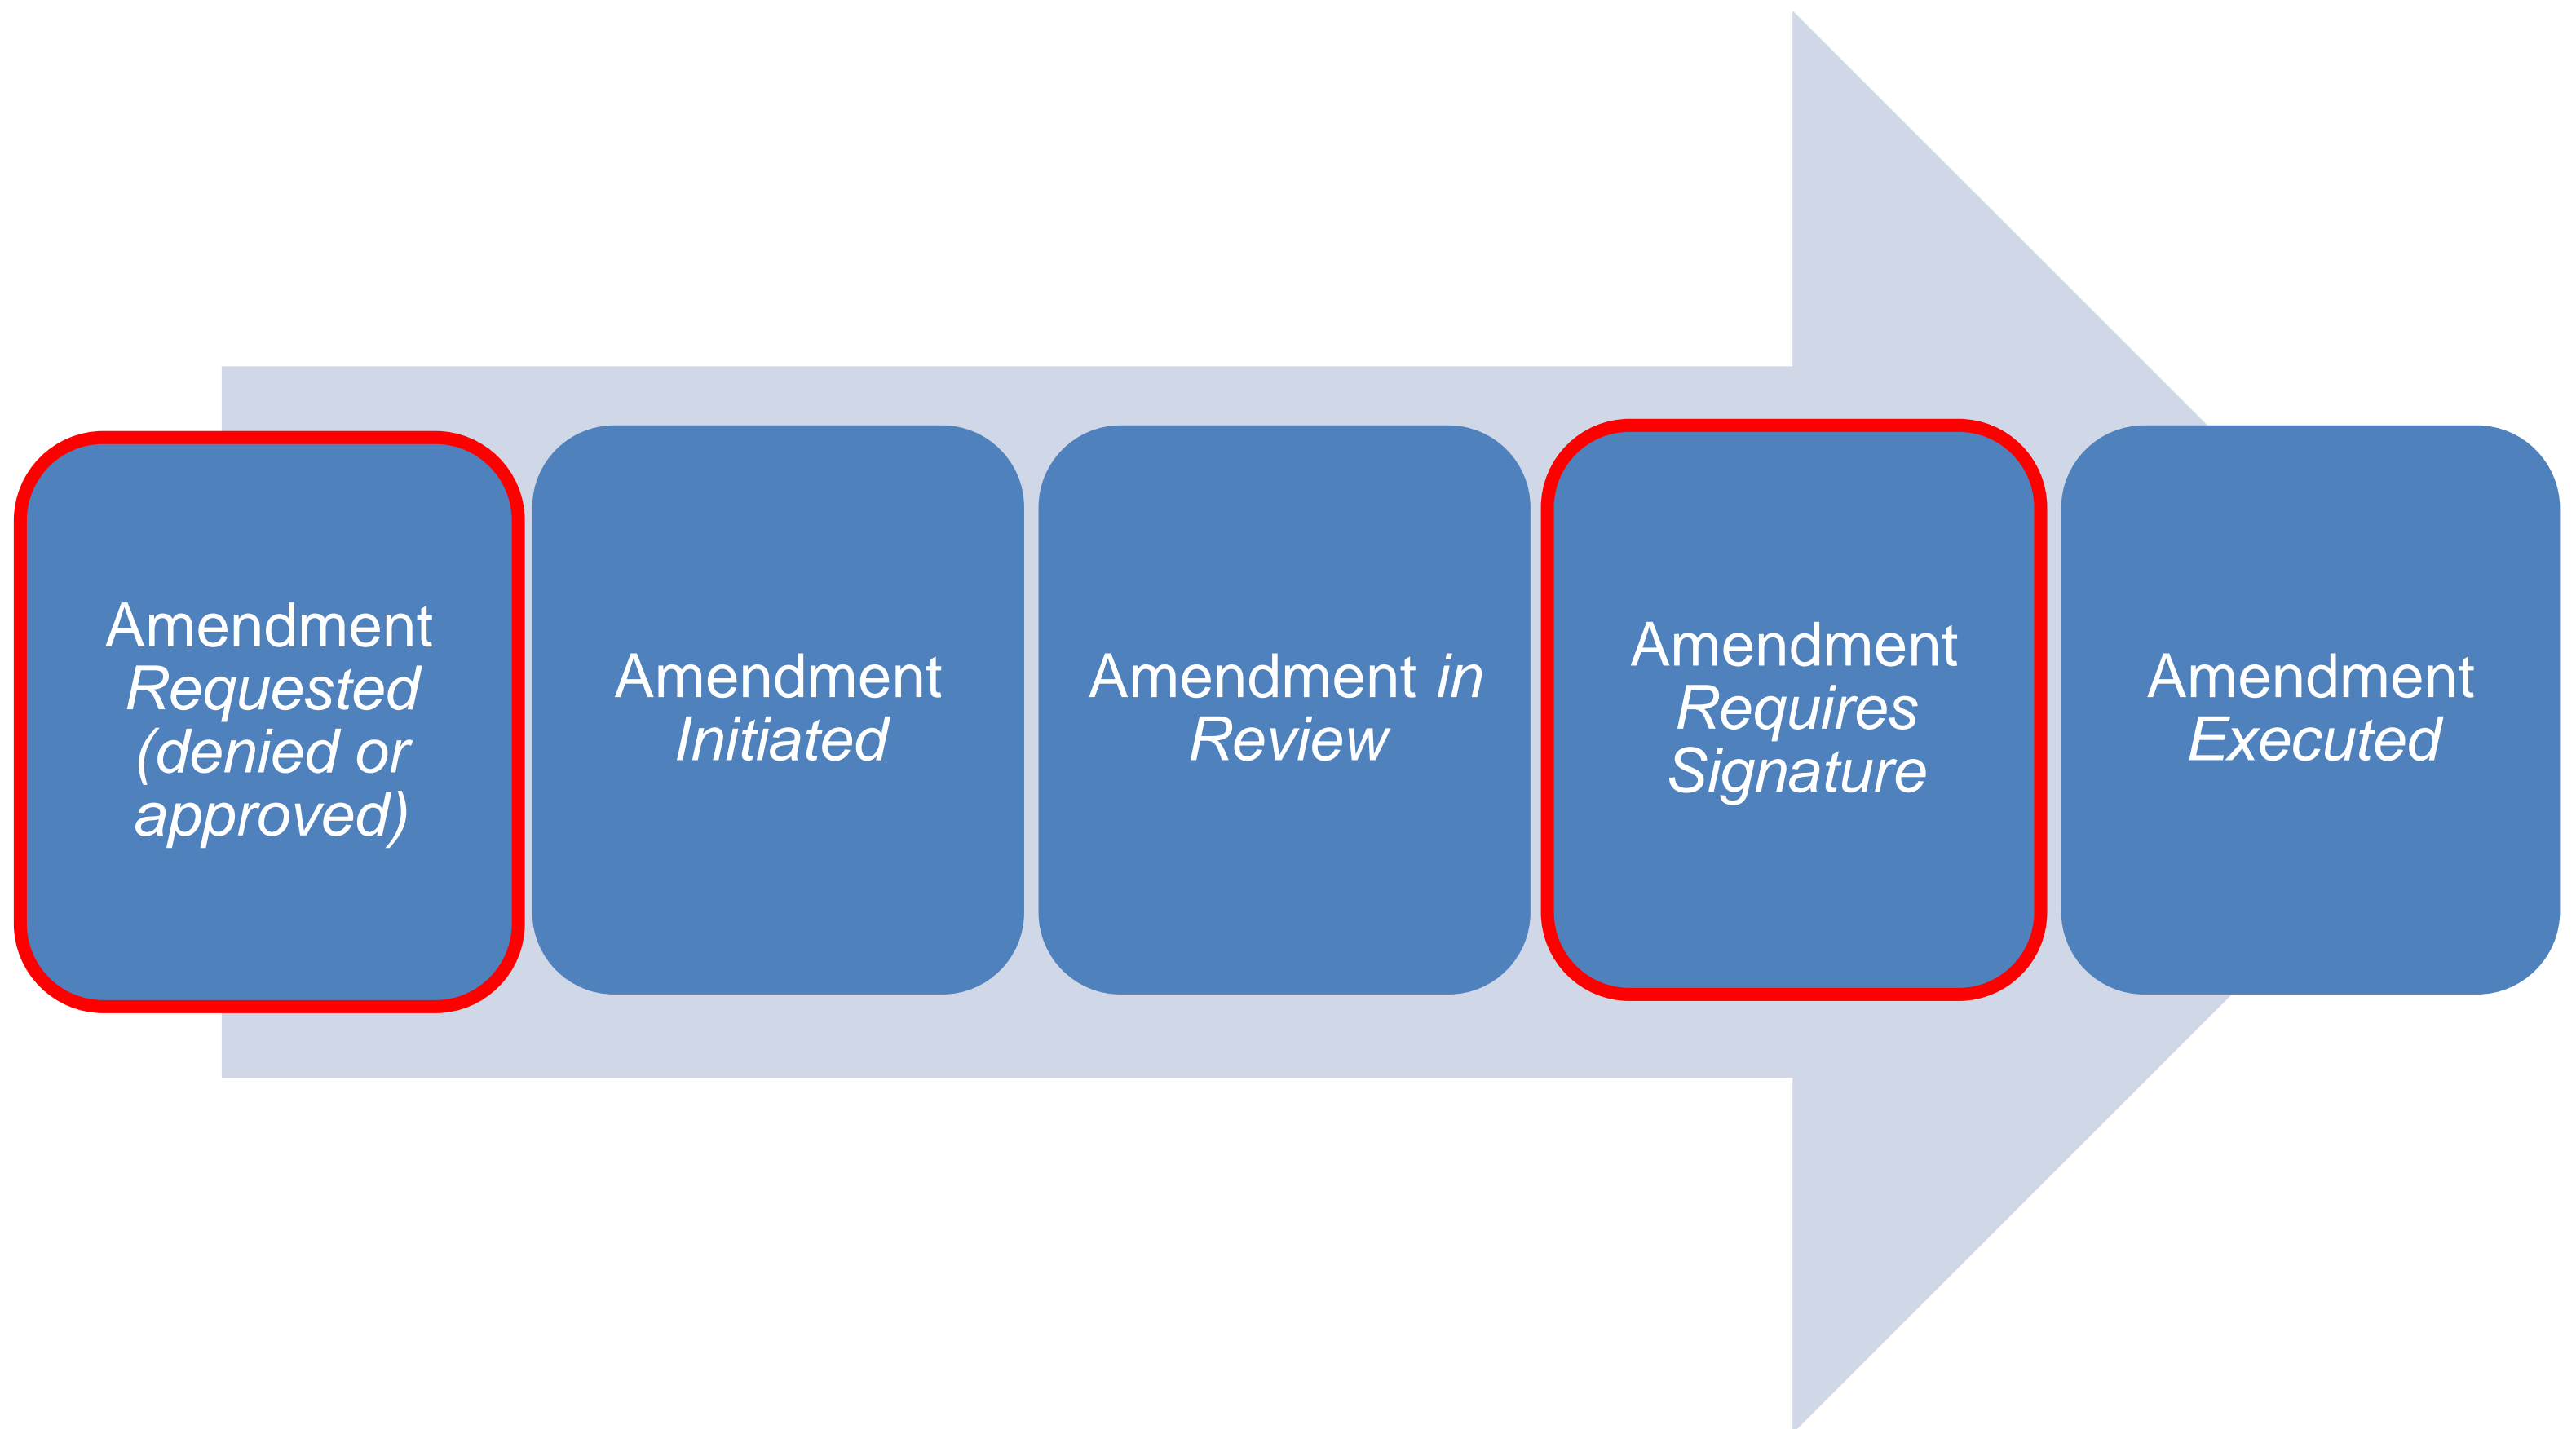 Amendment
Requested
(denied or
approved)
Amendment
Initiated
Amendment in
Review
Amendment
Requires
Signature
Amendment
Executed